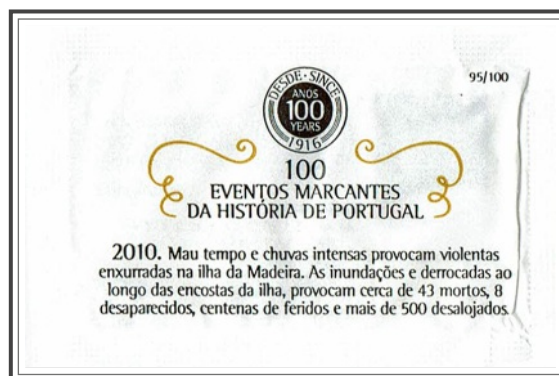 95/100
DESDE · SINCE
ANOS
100
YEARS
1916
100
EVENTOS MARCANTES
DA HISTÓRIA DE PORTUGAL
2010. Mau tempo e chuvas intensas provocam violentas
enxurradas na ilha da Madeira. As inundações e derrocadas ao
longo das encostas da ilha, provocam cerca de 43 mortos, 8
desaparecidos, centenas de feridos e mais de 500 desalojados.